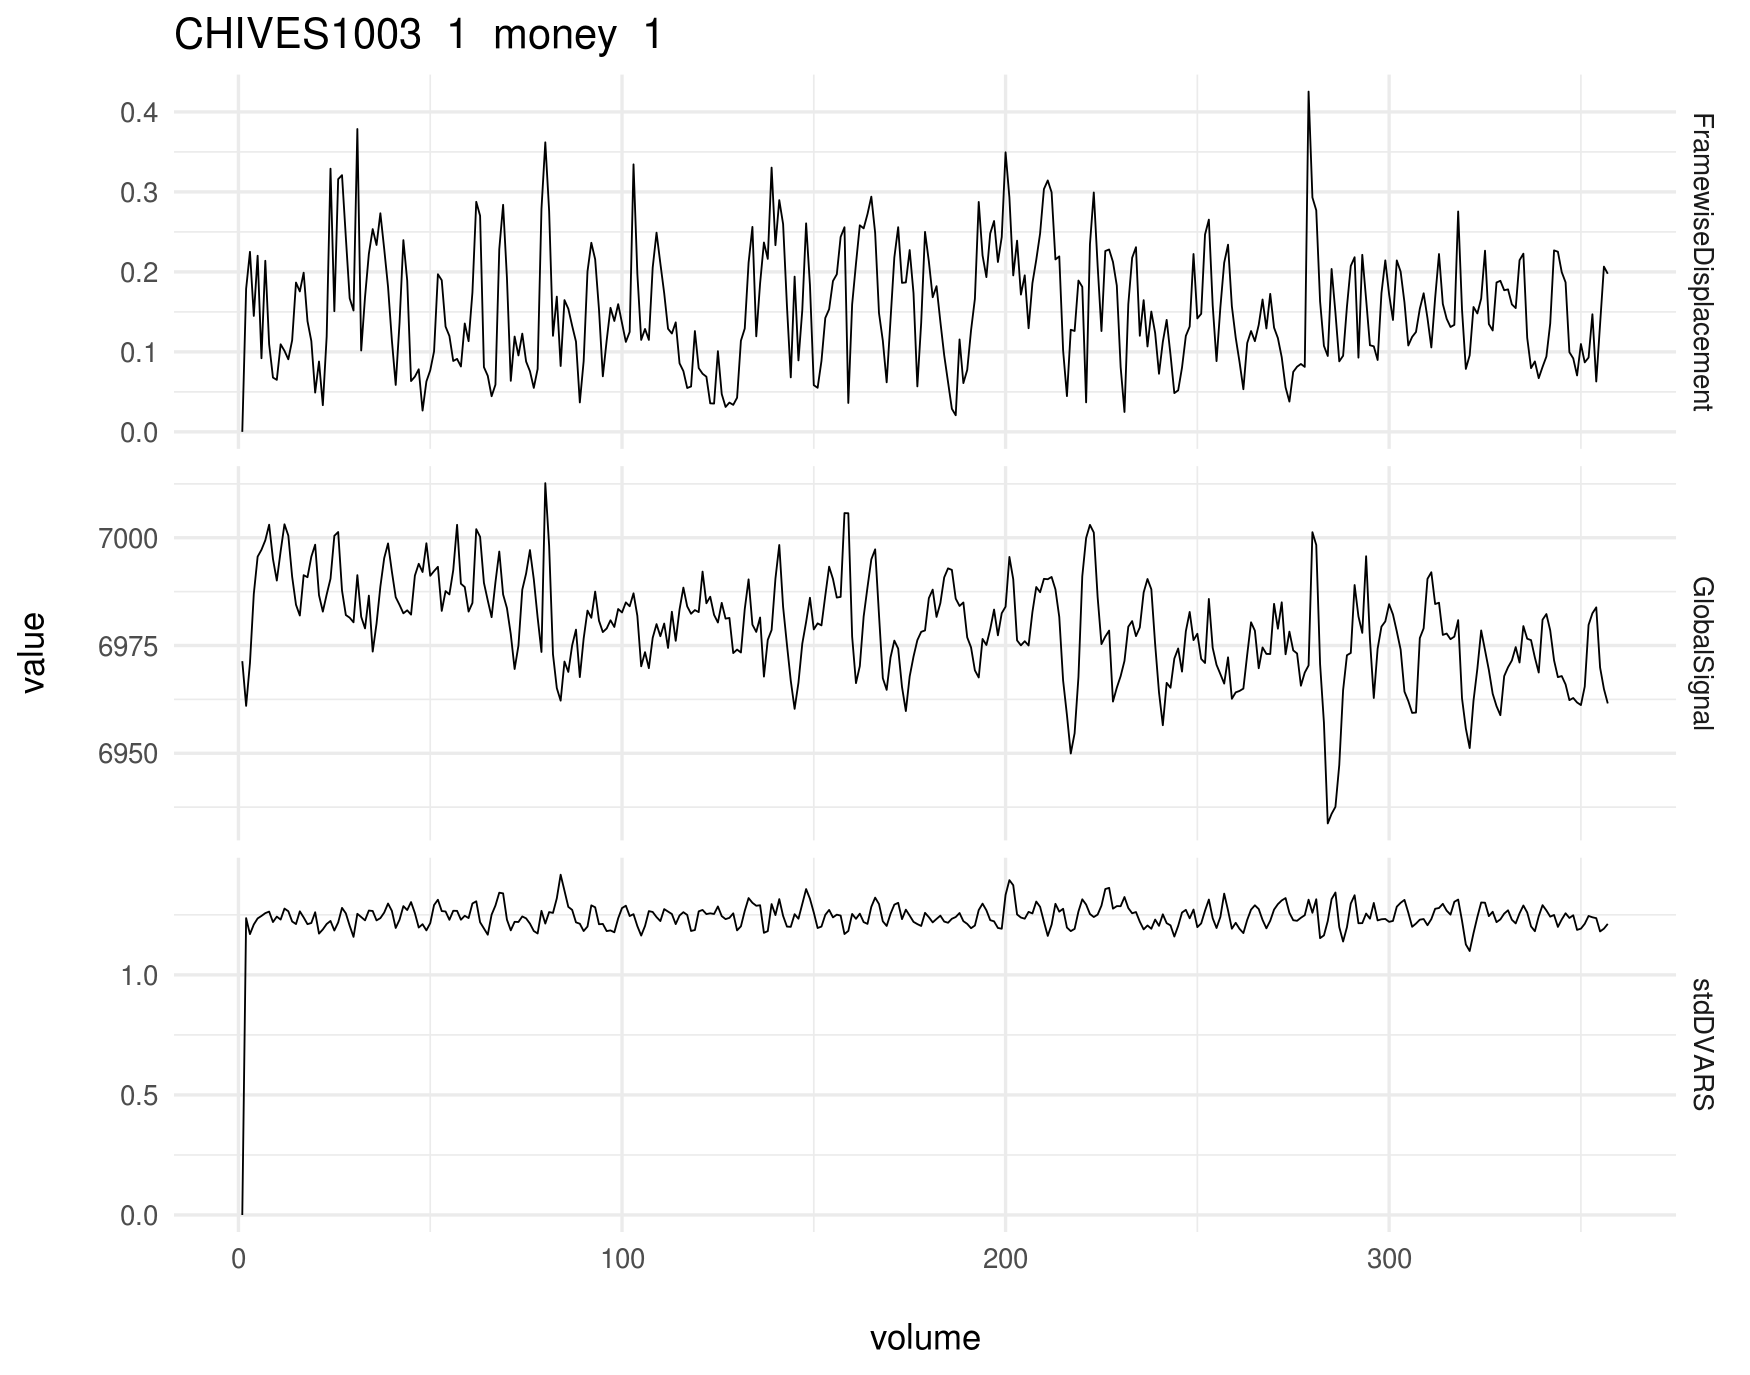 CHIVES1003 1 money 1
0.4
0.3
0.2
0.1
0.0
FramewiseDisplacement
7000
6975
6950
GlobalSignal
value
1.0
0.5
0.0
stdDVARS
0 100 200 300
volume